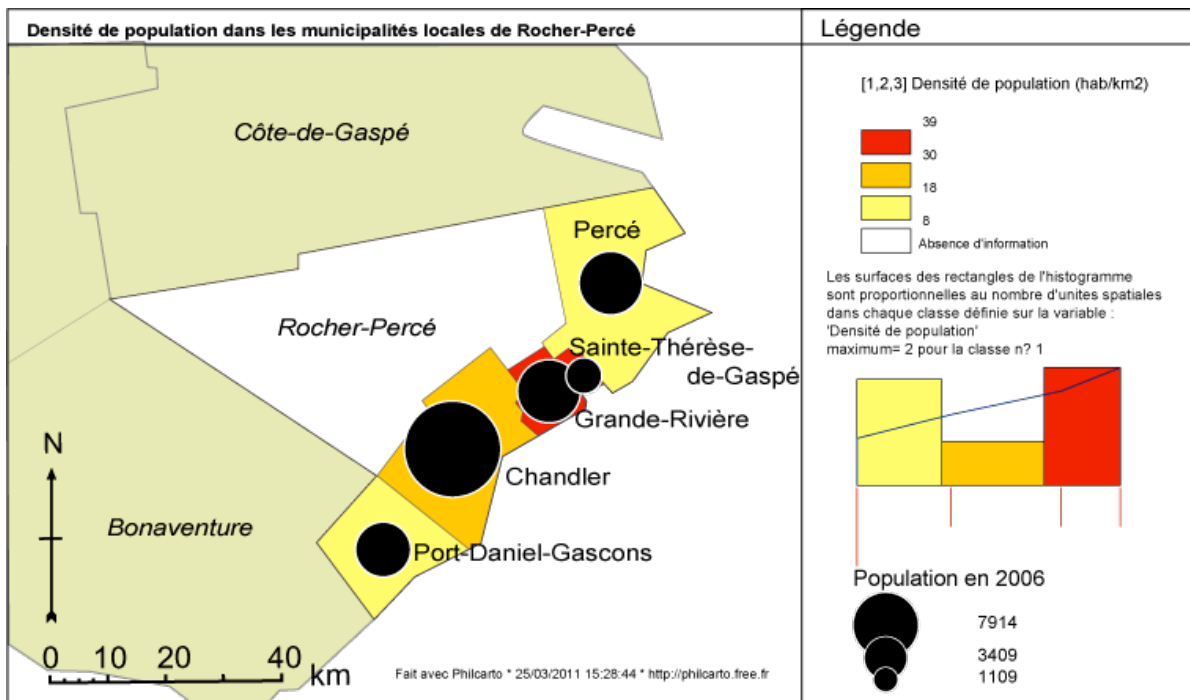 Densité de population dans les municipalités locales de Rocher-Percé
Légende
[1,2,3] Densité de population (hab/km2)
39
30
18
8
Absence d'information
Les surfaces des rectangles de l'histogramme
sont proportionnelles au nombre d'unites spatiales
dans chaque classe définie sur la variable :
'Densité de population'
maximum= 2 pour la classe n? 1
Population en 2006
7914
3409
1109
Côte-de-Gaspé
Percé
Rocher-Percé
Sainte-Thérèse-
de-Gaspé
Grande-Rivière
Chandler
Bonaventure
Port-Daniel-Gascons
N
0 10 20 40
km
Fait avec Philcarto * 25/03/2011 15:28:44 * http://philcarto.free.fr